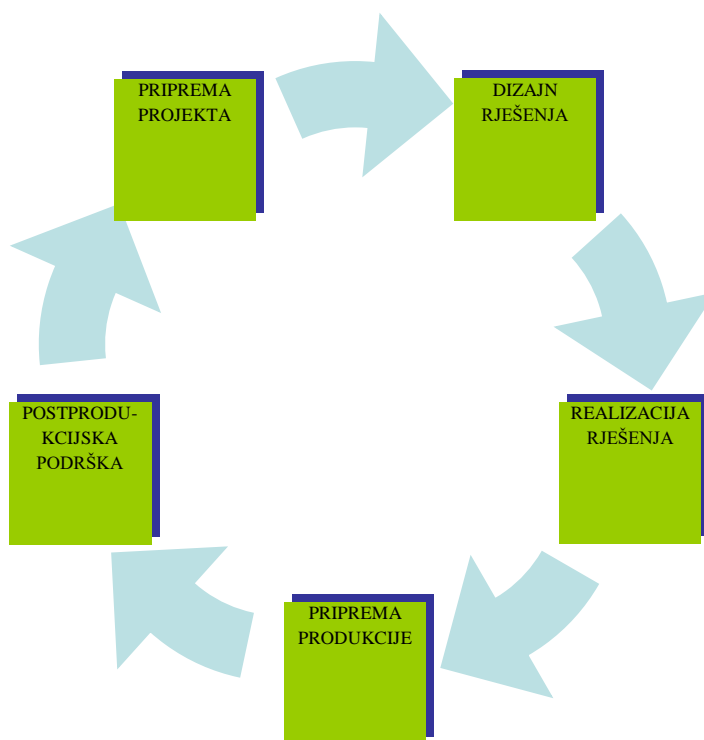 PRIPREMA
PROJEKTA
DIZAJN
RJEŠENJA
REALIZACIJA
RJEŠENJA
PRIPREMA
PRODUKCIJE
POSTPRODU-
KCIJSKA
PODRŠKA